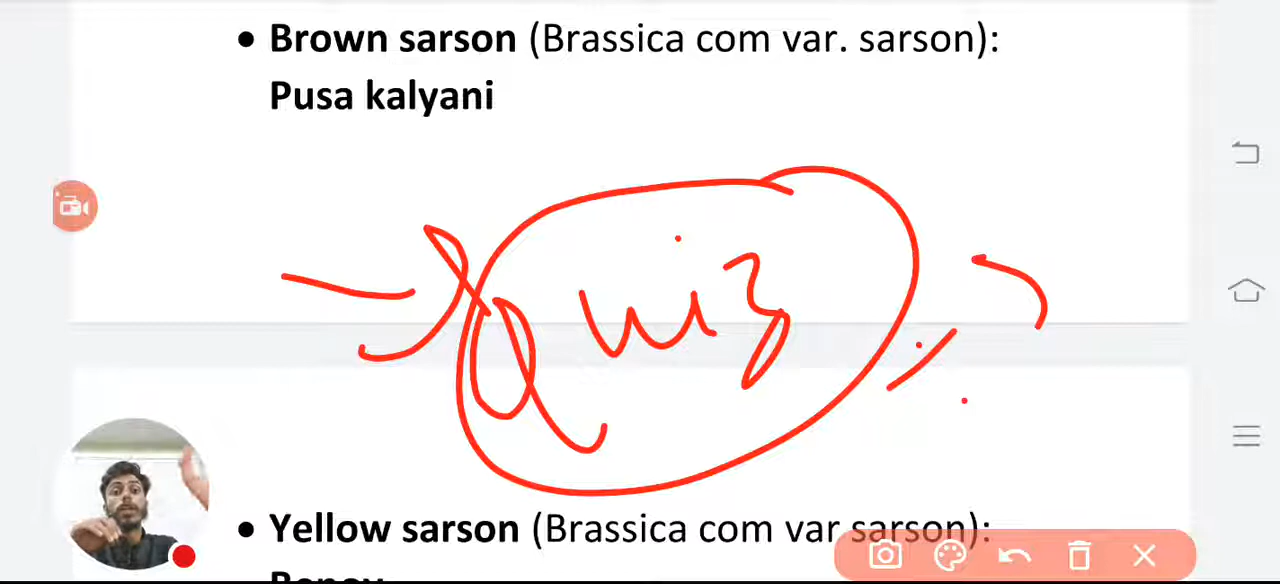 • Brown sarson (Brassica com var. sarson):
Pusa kalyani
Quiz
• Yellow sarson (Brassica com var sarson):